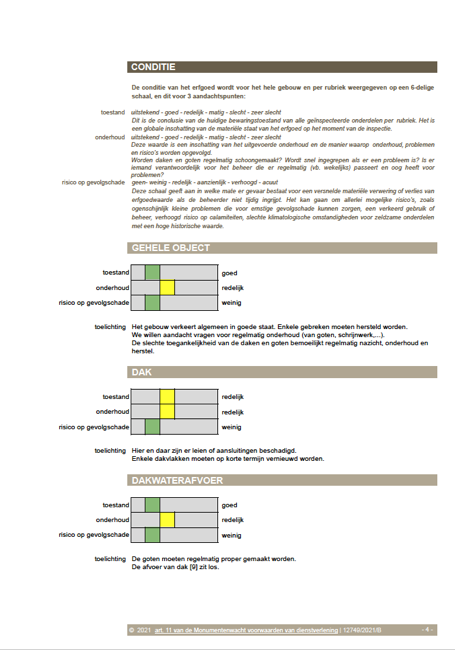 CONDITIE
De conditie van het erfgoed wordt voor het hele gebouw en per rubriek weergegeven op een 6-delige
schaal, en dit voor 3 aandachtspunten:
toestand uitstekend - goed - redelijk - matig - slecht - zeer slecht
Dit is de conclusie van de huidige bewaringstoestand van alle geïnspecteerde onderdelen per rubriek. Het is
een globale inschatting van de materiële staat van het erfgoed op het moment van de inspectie.
onderhoud uitstekend - goed - redelijk - matig - slecht - zeer slecht
Deze waarde is een inschatting van het uitgevoerde onderhoud en de manier waarop onderhoud, problemen
en risico's worden opgevolgd.
Worden daken en goten regelmatig schoongemaakt? Wordt snel ingegrepen als er een probleem is? Is er
iemand verantwoordelijk voor het beheer die er regelmatig (vb. wekelijks) passeert en oog heeft voor
problemen?
risico op gevolgschade geen- weinig - redelijk - aanzienlijk - verhoogd - acuut
Deze schaal geeft aan in welke mate er gevaar bestaat voor een versnelde materiële verwering of verlies van
erfgoedwaarde als de beheerder niet tijdig ingrijpt. Het kan gaan om allerlei mogelijke risico's, zoals
ogenschijnlijk kleine problemen die voor ernstige gevolgschade kunnen zorgen, een verkeerd gebruik of
beheer, verhoogd risico op calamiteiten, slechte klimatologische omstandigheden voor zeldzame onderdelen
met een hoge historische waarde.
GEHELE OBJECT
toestand goed
onderhoud redelijk
risico op gevolgschade weinig
toelichting Het gebouw verkeert algemeen in goede staat. Enkele gebreken moeten hersteld worden.
We willen aandacht vragen voor regelmatig onderhoud (van goten, schrijnwerk,...).
De slechte toegankelijkheid van de daken en goten bemoeilijkt regelmatig nazicht, onderhoud en
herstel.
DAK
toestand redelijk
onderhoud redelijk
risico op gevolgschade weinig
toelichting Hier en daar zijn er leien of aansluitingen beschadigd.
Enkele dakvlakken moeten op korte termijn vernieuwd worden.
DAKWATERAFVOER
toestand goed
onderhoud redelijk
risico op gevolgschade weinig
toelichting De goten moeten regelmatig proper gemaakt worden.
De afvoer van dak [9] zit los.
© 2021 art. 11 van de Monumentenwacht voorwaarden van dienstverlening | 12749/2021/B - 4 -